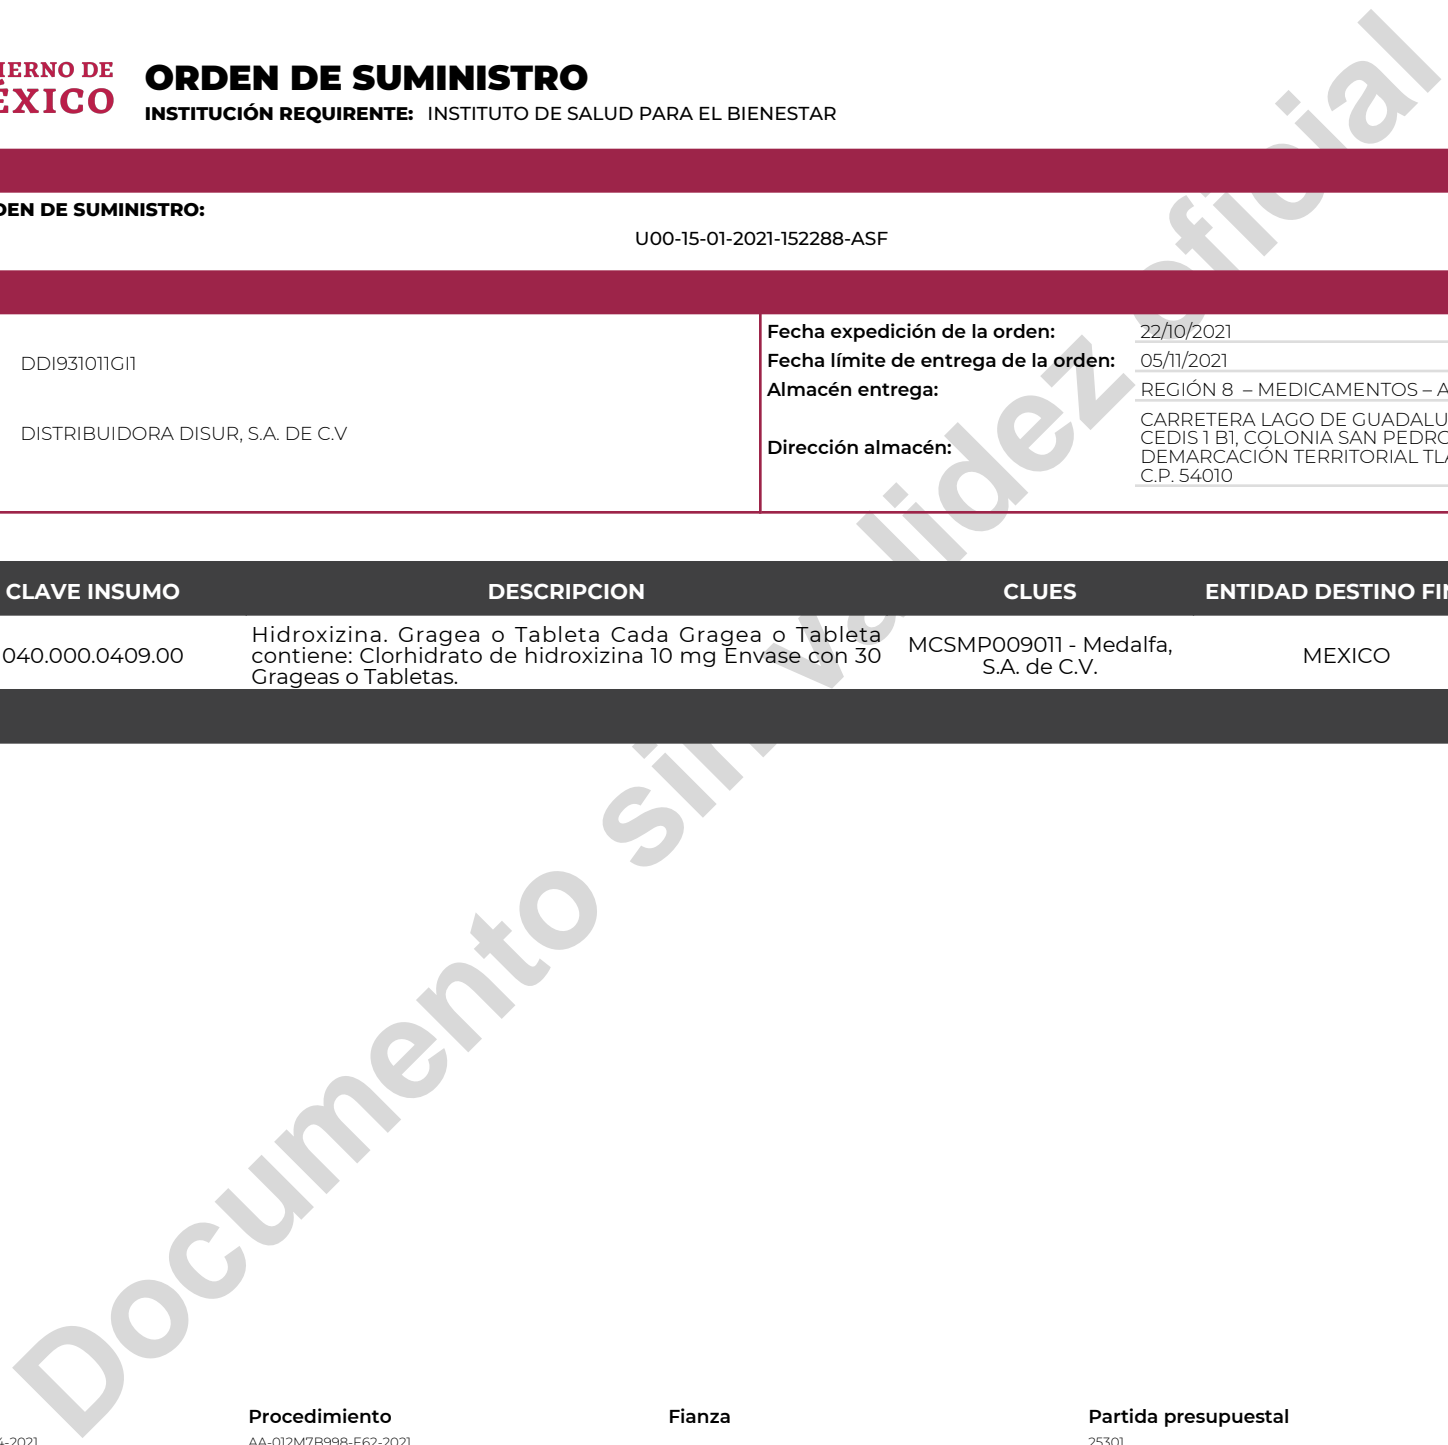 ORDEN DE SUMINISTRO
INSTITUCIÓN REQUIRENTE: INSTITUTO DE SALUD PARA EL BIENESTAR
DE
XICO
DE SUMINISTRO:
U00-15-01-2021-152288-ASF
DDI931011GI1
DISTRIBUIDORA DISUR, S.A. DE C.V
Fecha expedición de la orden: 22/10/2021
Fecha límite de entrega de la orden: 05/11/2021
Almacén entrega: REGIÓN 8 – MEDICAMENTOS – A
Dirección almacén: CARRETERA LAGO DE GUADALU
CEDIS 1 B1, COLONIA SAN PEDRO
DEMARCACIÓN TERRITORIAL TLA
C.P. 54010
CLAVE INSUMO DESCRIPCION CLUES ENTIDAD DESTINO FIN
040.000.0409.00
Hidroxizina. Gragea o Tableta Cada Gragea o Tableta
contiene: Clorhidrato de hidroxizina 10 mg Envase con 30
Grageas o Tabletas.
MCSMP009011 - Medalfa,
S.A. de C.V.
MEXICO
Documento sin validez oficial
Procedimiento Fianza Partida presupuestal
-2021 AA-012M7B998-E62-2021 25301